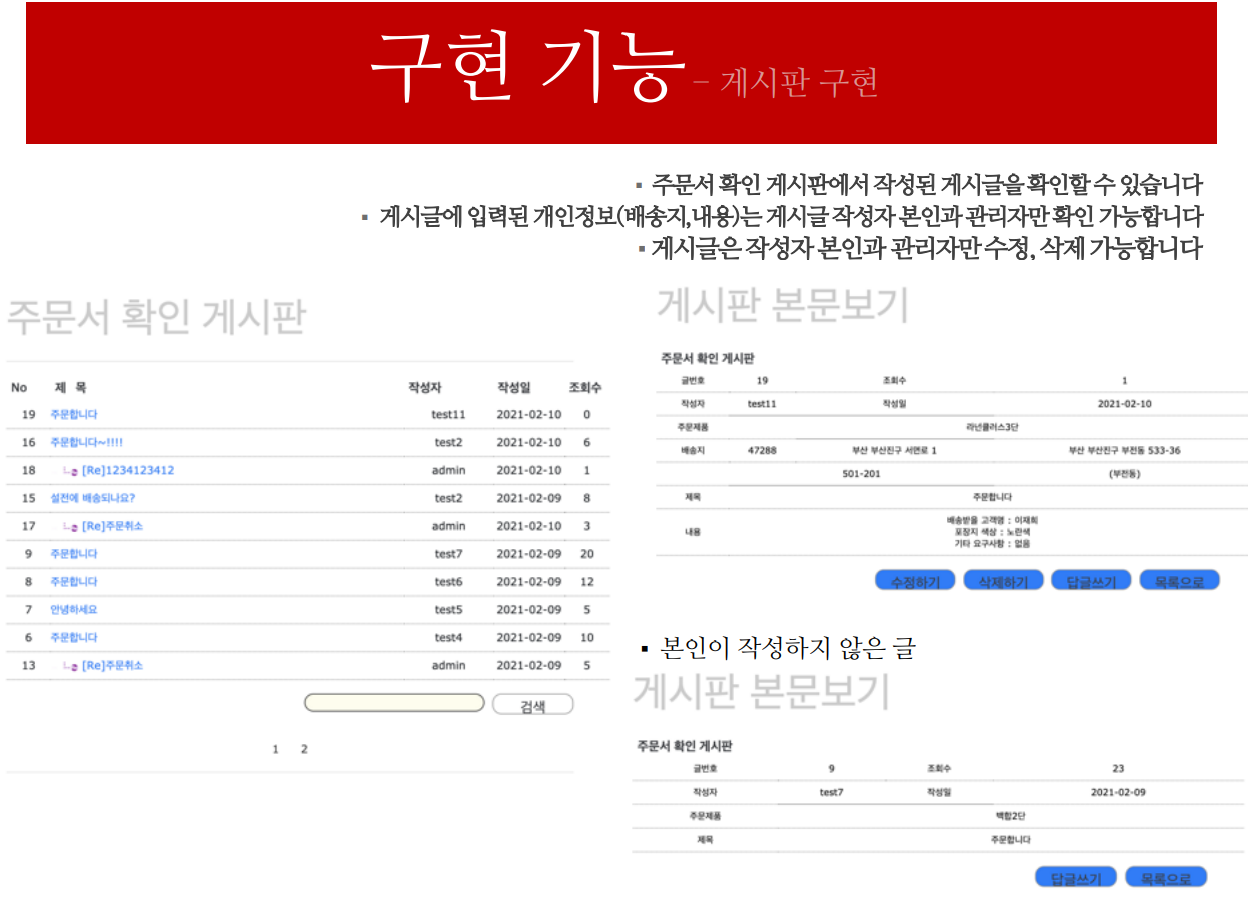 구현 기능 – 게시판 구현
▪ 주문서 확인 게시판에서 작성된 게시글을 확인할 수 있습니다
▪ 게시글에 입력된 개인정보(배송지,내용)는 게시글 작성자 본인과 관리자만 확인 가능합니다
▪ 게시글은 작성자 본인과 관리자만 수정, 삭제 가능합니다
주문서 확인 게시판
No 제 목 작성자 작성일 조회수
19 주문합니다 test11 2021-02-10 0
16 주문합니다~!!!! test2 2021-02-10 6
18 [Re]1234123412 admin 2021-02-10 1
15 설전에 배송되나요? test2 2021-02-09 8
17 [Re]주문취소 admin 2021-02-10 3
9 주문합니다 test7 2021-02-09 20
8 주문합니다 test6 2021-02-09 12
7 안녕하세요 test5 2021-02-09 5
6 주문합니다 test4 2021-02-09 10
13 [Re]주문취소 admin 2021-02-09 5
검색
1 2
게시판 본문보기
주문서 확인 게시판
글번호 19 조회수 1
작성자 test11 작성일 2021-02-10
주문제품 라넌큘러스3단
배송지 47288 부산 부산진구 서면로 1 부산 부산진구 부전동 533-36
501-201 (부전동)
제목 주문합니다
내용 배송받을 고객명 : 이재희
포장지 색상 : 노란색
기타 요구사항 : 없음
수정하기 삭제하기 답글쓰기 목록으로
▪ 본인이 작성하지 않은 글
게시판 본문보기
주문서 확인 게시판
글번호 9 조회수 23
작성자 test7 작성일 2021-02-09
주문제품 백합2단
제목 주문합니다
답글쓰기 목록으로